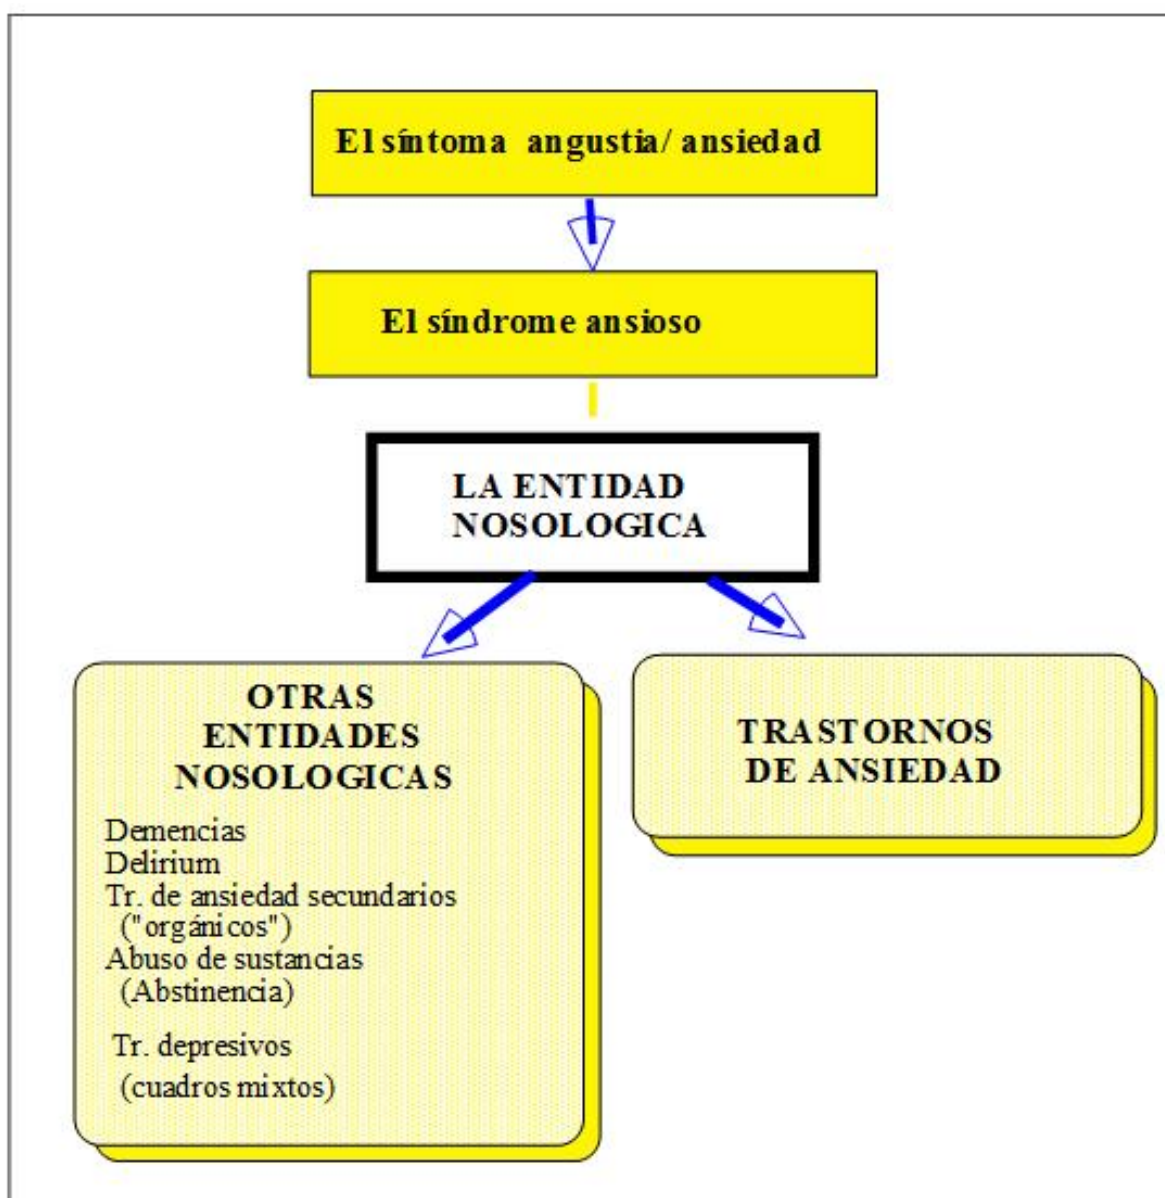 El síntoma angustia/ ansiedad
El síndrome ansioso
LA ENTIDAD
NOSOLOGICA
OTRAS
ENTIDADES
NOSOLOGICAS
Demencias
Delirium
Tr. de ansiedad secundarios
("orgánicos")
Abuso de sustancias
(Abstinencia)
Tr. depresivos
(cuadros mixtos)
TRASTORNOS
DE ANSIEDAD